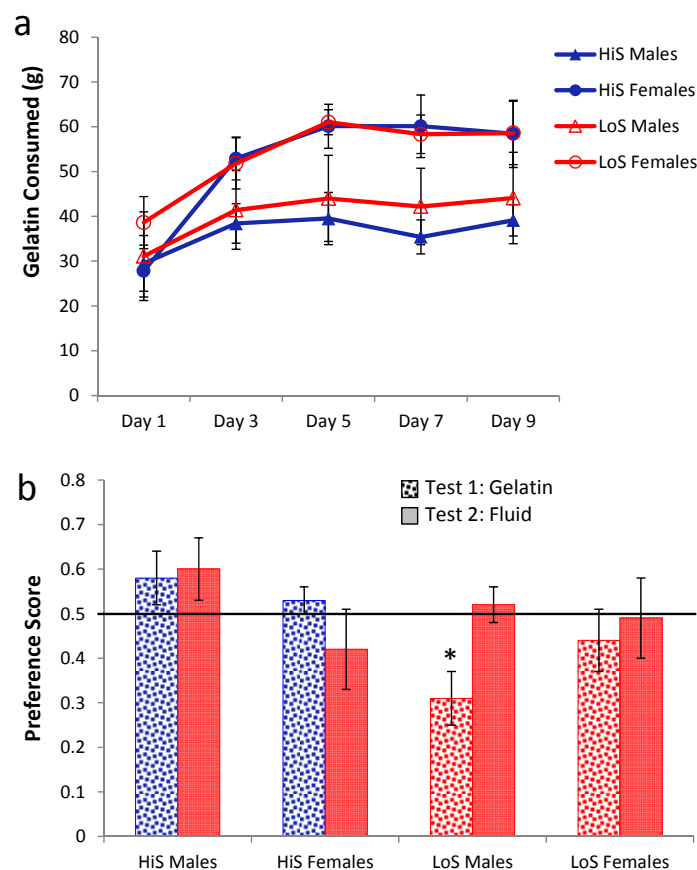 a
Gelatin Consumed (g)
80
70
60
50
40
30
20
10
0
Day 1 Day 3 Day 5 Day 7 Day 9
HiS Males
HiS Females
LoS Males
LoS Females
b
Preference Score
0.8
0.7
0.6
0.5
0.4
0.3
0.2
0.1
0
Test 1: Gelatin
Test 2: Fluid
*
HiS Males HiS Females LoS Males LoS Females